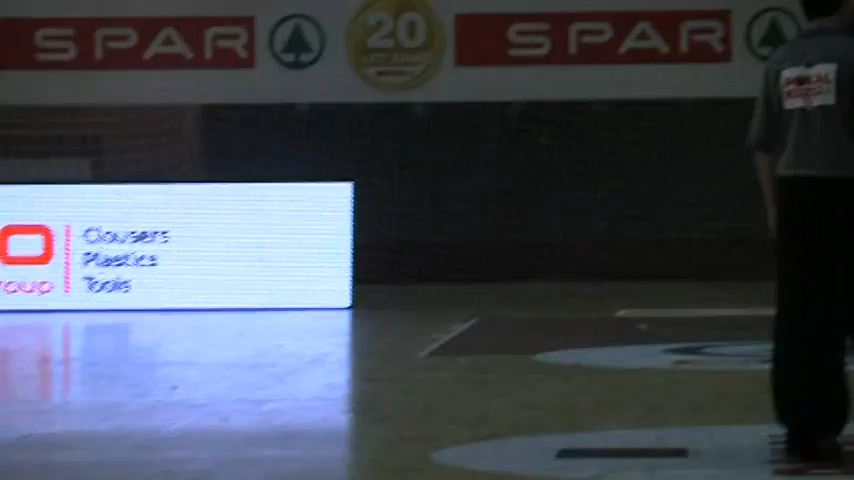 SPAR
20
SPAR
Clousers
Plastics
roup
Tools